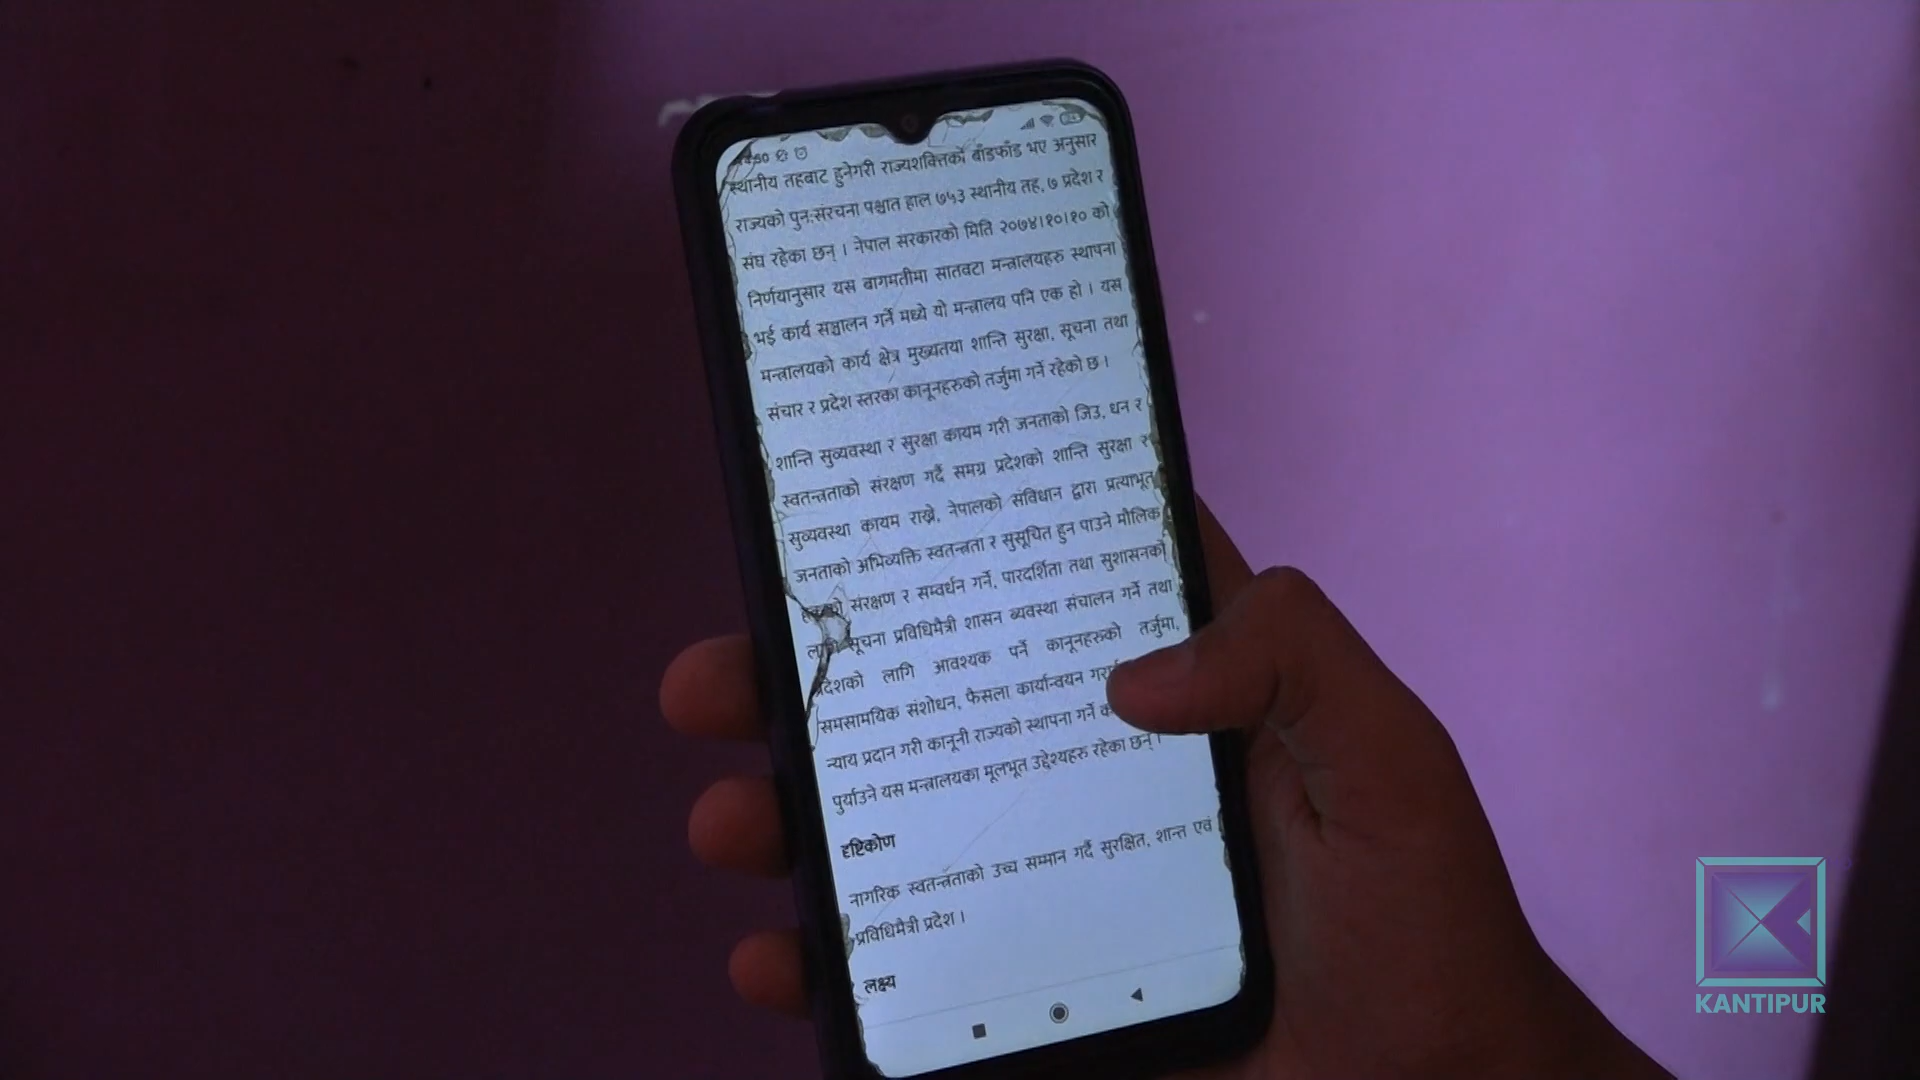 स्थानीय तहबाट हुनेगरी राज्यशक्तिको बाँडफाँड भए अनुसार
राज्यको पुन:संरचना पश्चात हाल ७५३ स्थानीय तह, ७ प्रदेश र
संघ रहेका छन् । नेपाल सरकारको मिति २०७४।१०।१० को
निर्णयानुसार यस बागमतीमा सातवटा मन्त्रालयहरु स्थापना
भई कार्य सञ्चालन गर्ने मध्ये यो मन्त्रालय पनि एक हो । यस
मन्त्रालयको कार्य क्षेत्र मुख्यतया शान्ति सुरक्षा, सूचना तथा
संचार र प्रदेश स्तरका कानूनहरुको तर्जुमा गर्ने रहेको छ ।
शान्ति सुव्यवस्था र सुरक्षा कायम गरी जनताको जिउ, धन र
स्वतन्त्रताको संरक्षण गर्दै समग्र प्रदेशको शान्ति सुरक्षा र
सुव्यवस्था कायम राख्ने, नेपालको संविधान द्वारा प्रत्याभूत
जनताको अभिव्यक्ति स्वतन्त्रता र सुसूचित हुन पाउने मौलिक
संरक्षण र सम्वर्धन गर्ने, पारदर्शिता तथा सुशासनको
लागि सूचना प्रविधिमैत्री शासन ब्यवस्था संचालन गर्ने तथा
प्रदेशको लागि आवश्यक पर्ने कानूनहरुको तर्जुमा,
समसामयिक संशोधन, फैसला कार्यान्वयन
न्याय प्रदान गरी कानूनी राज्यको स्थापना गर्ने
पुर्याउने यस मन्त्रालयका मूलभूत उद्देश्यहरु रहेका छन् ।
दृष्टिकोण
नागरिक स्वतन्त्रताको उच्च सम्मान गर्दै सुरक्षित, शान्त एवं
प्रविधिमैत्री प्रदेश ।
लक्ष्य
KANTIPUR